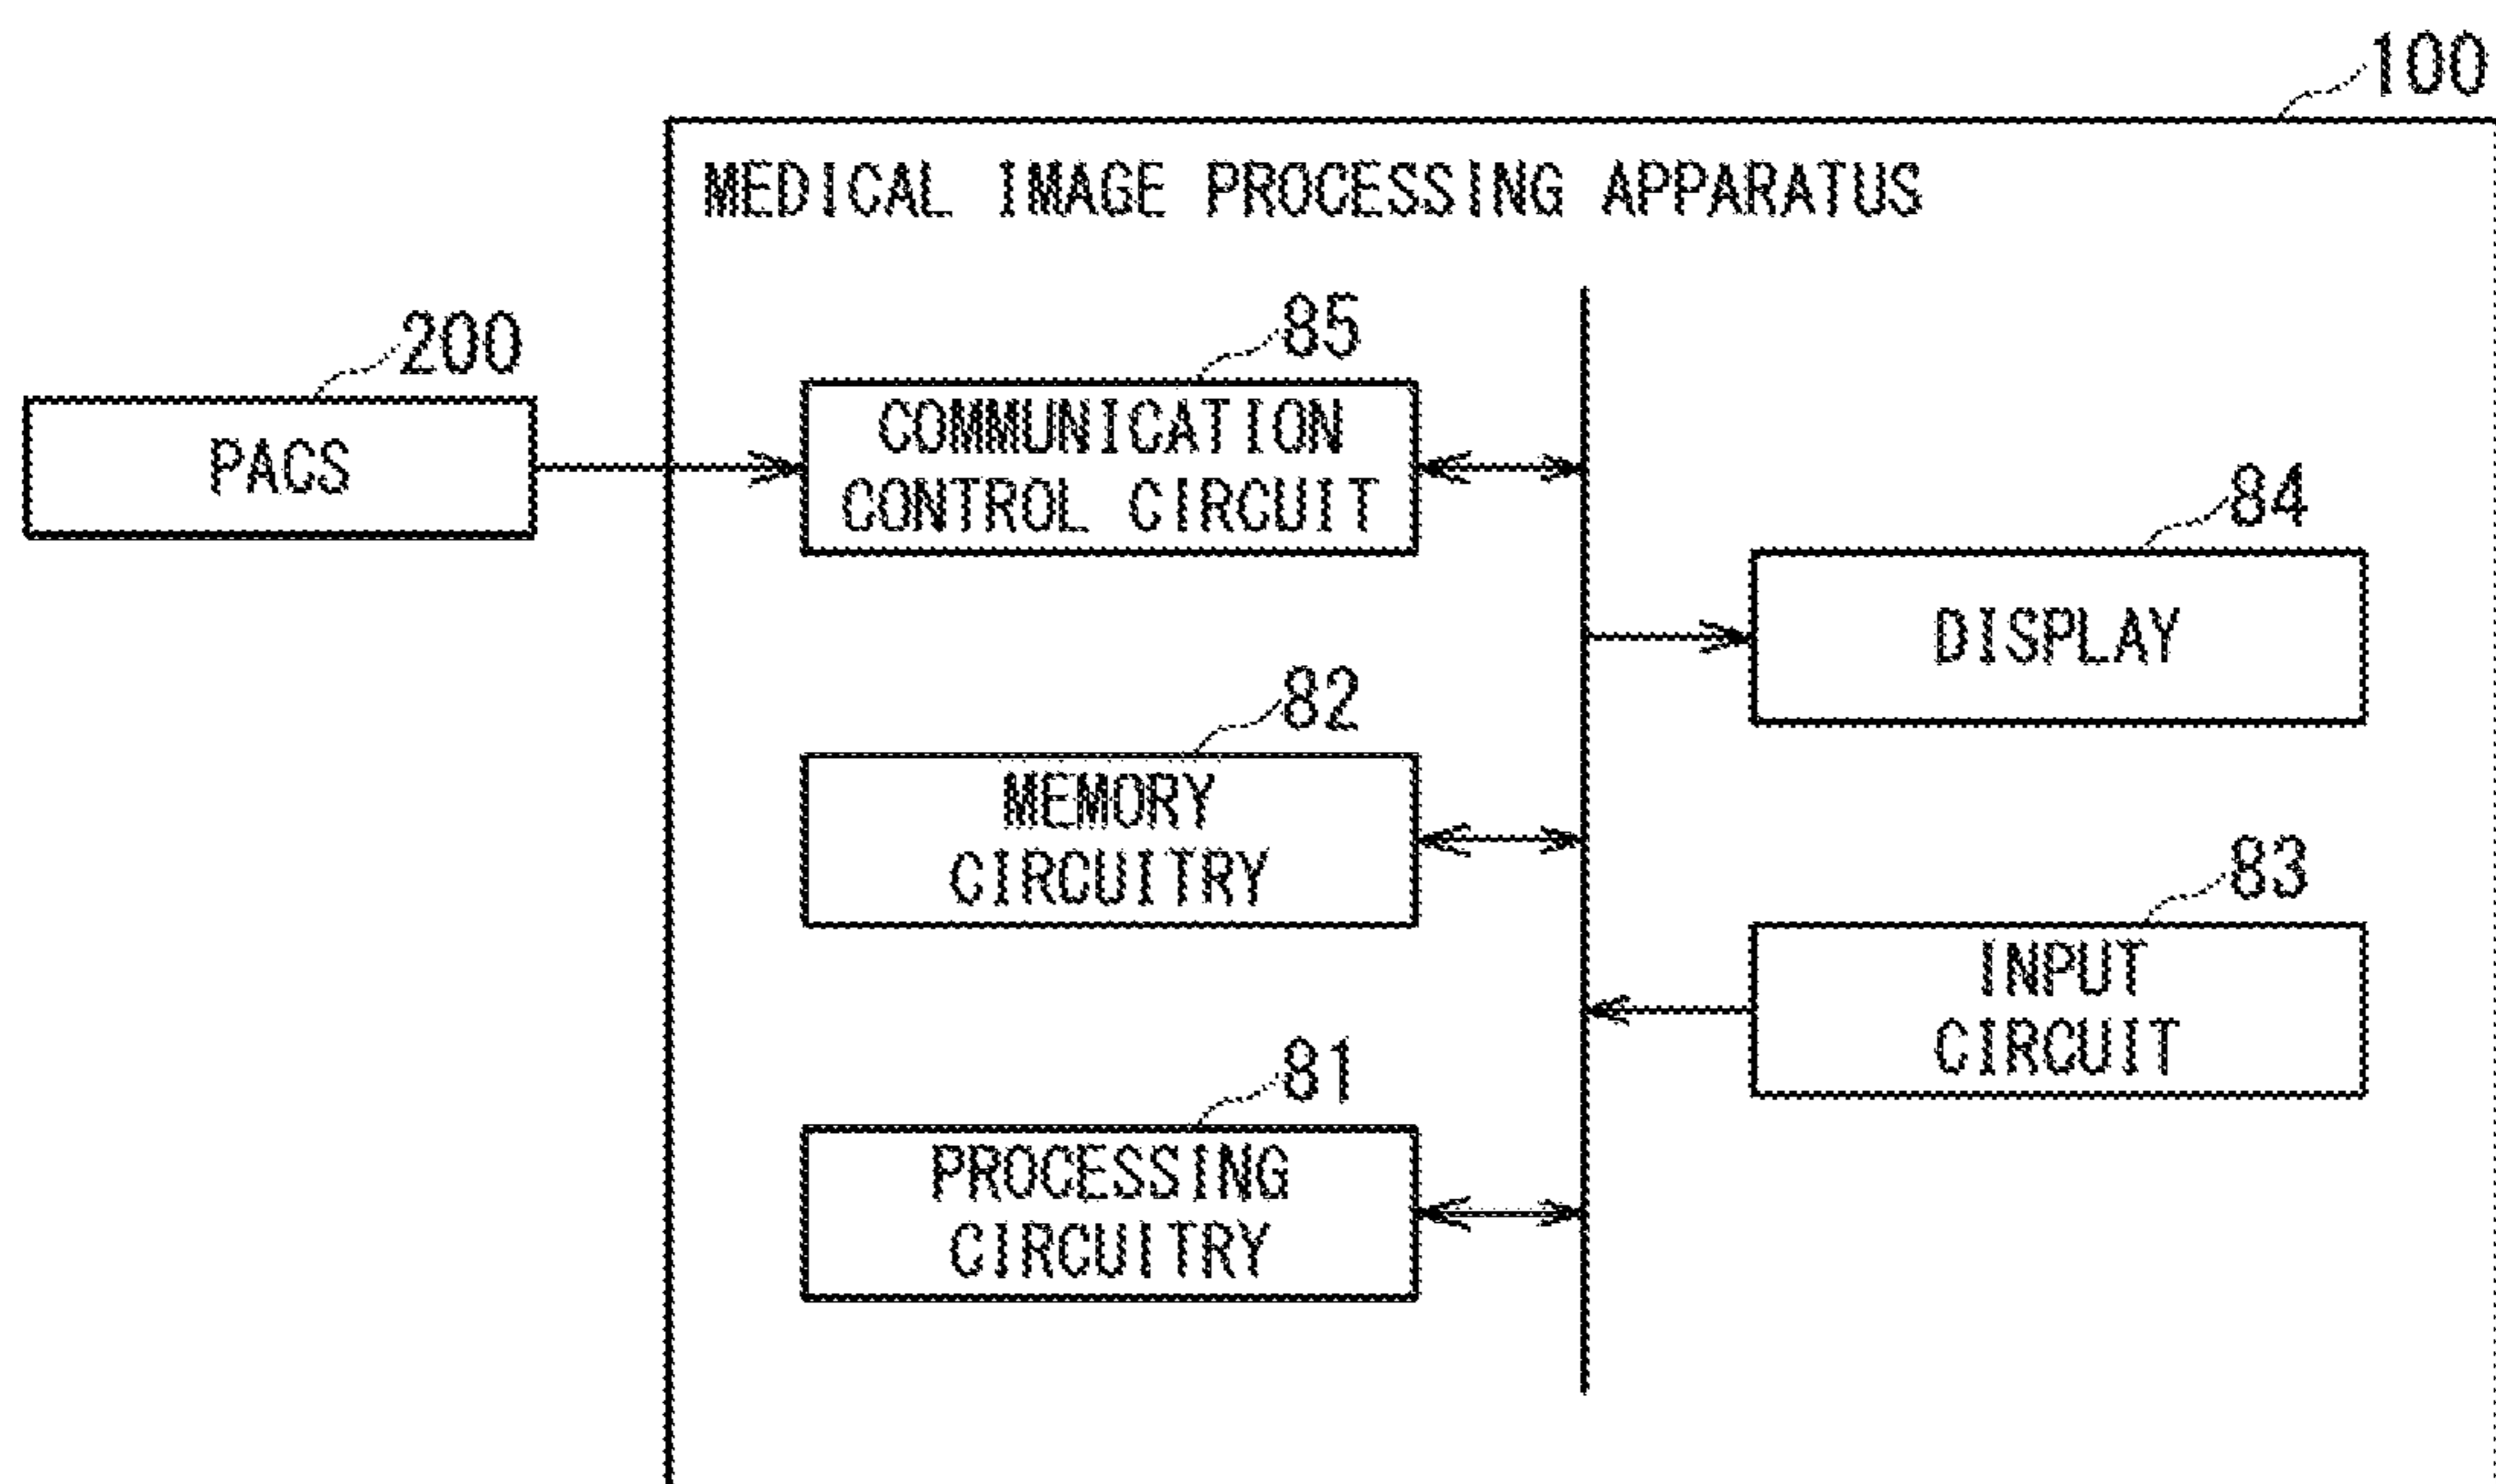 100
MEDICAL IMAGE PROCESSING APPARATUS
200
PACS
85
COMMUNICATION
CONTROL CIRCUIT
84
DISPLAY
82
MEMORY
CIRCUITRY
83
INPUT
CIRCUIT
81
PROCESSING
CIRCUITRY